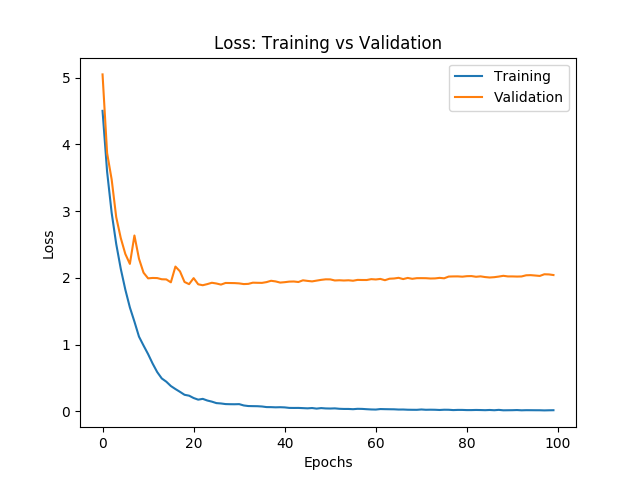 Loss: Training vs Validation
Training
Validation
Loss
5
4
3
2
1
0
0 20 40 60 80 100
Epochs